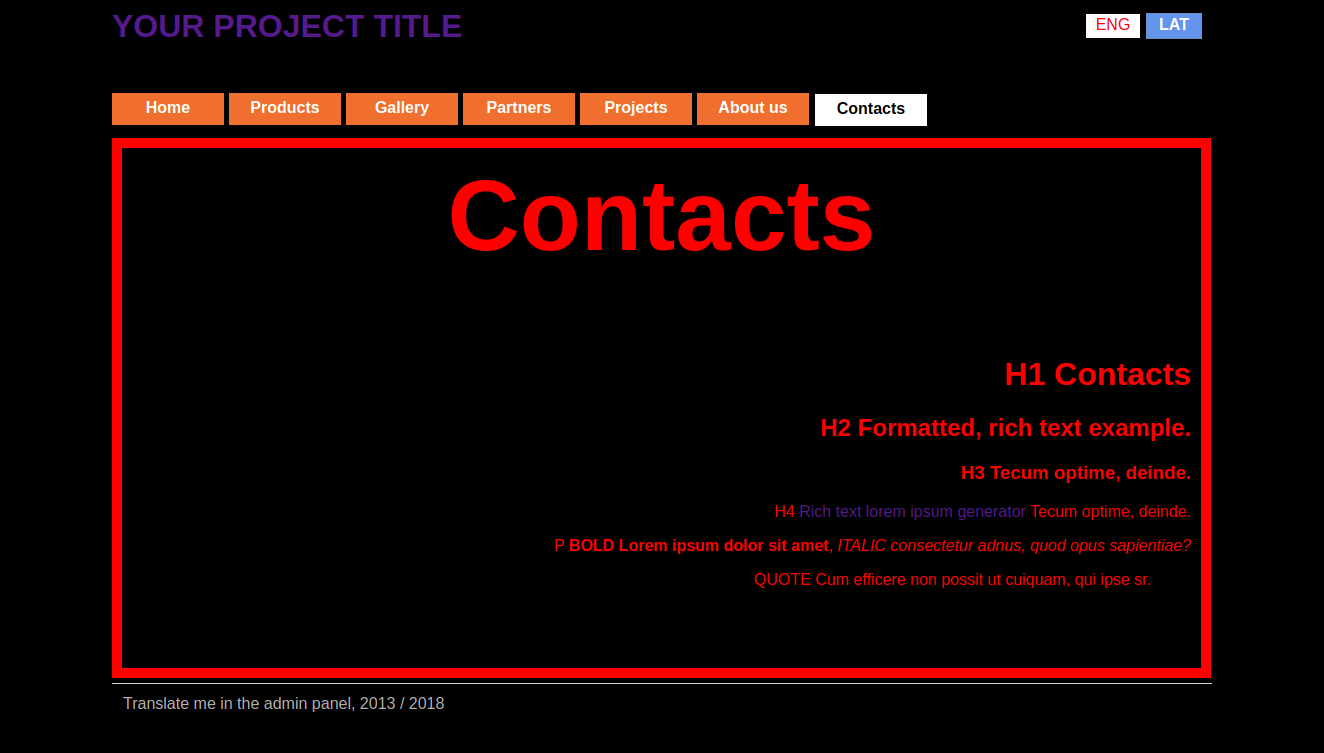 YOUR PROJECT TITLE
ENG LAT
Home Products Gallery Partners Projects About us Contacts
Contacts
H1 Contacts
H2 Formatted, rich text example.
H3 Tecum optime, deinde.
H4 Rich text lorem ipsum generator Tecum optime, deinde.
P BOLD Lorem ipsum dolor sit amet, ITALIC consectetur adnus, quod opus sapientiae?
QUOTE Cum efficere non possit ut cuiquam, qui ipse sr.
Translate me in the admin panel, 2013 / 2018